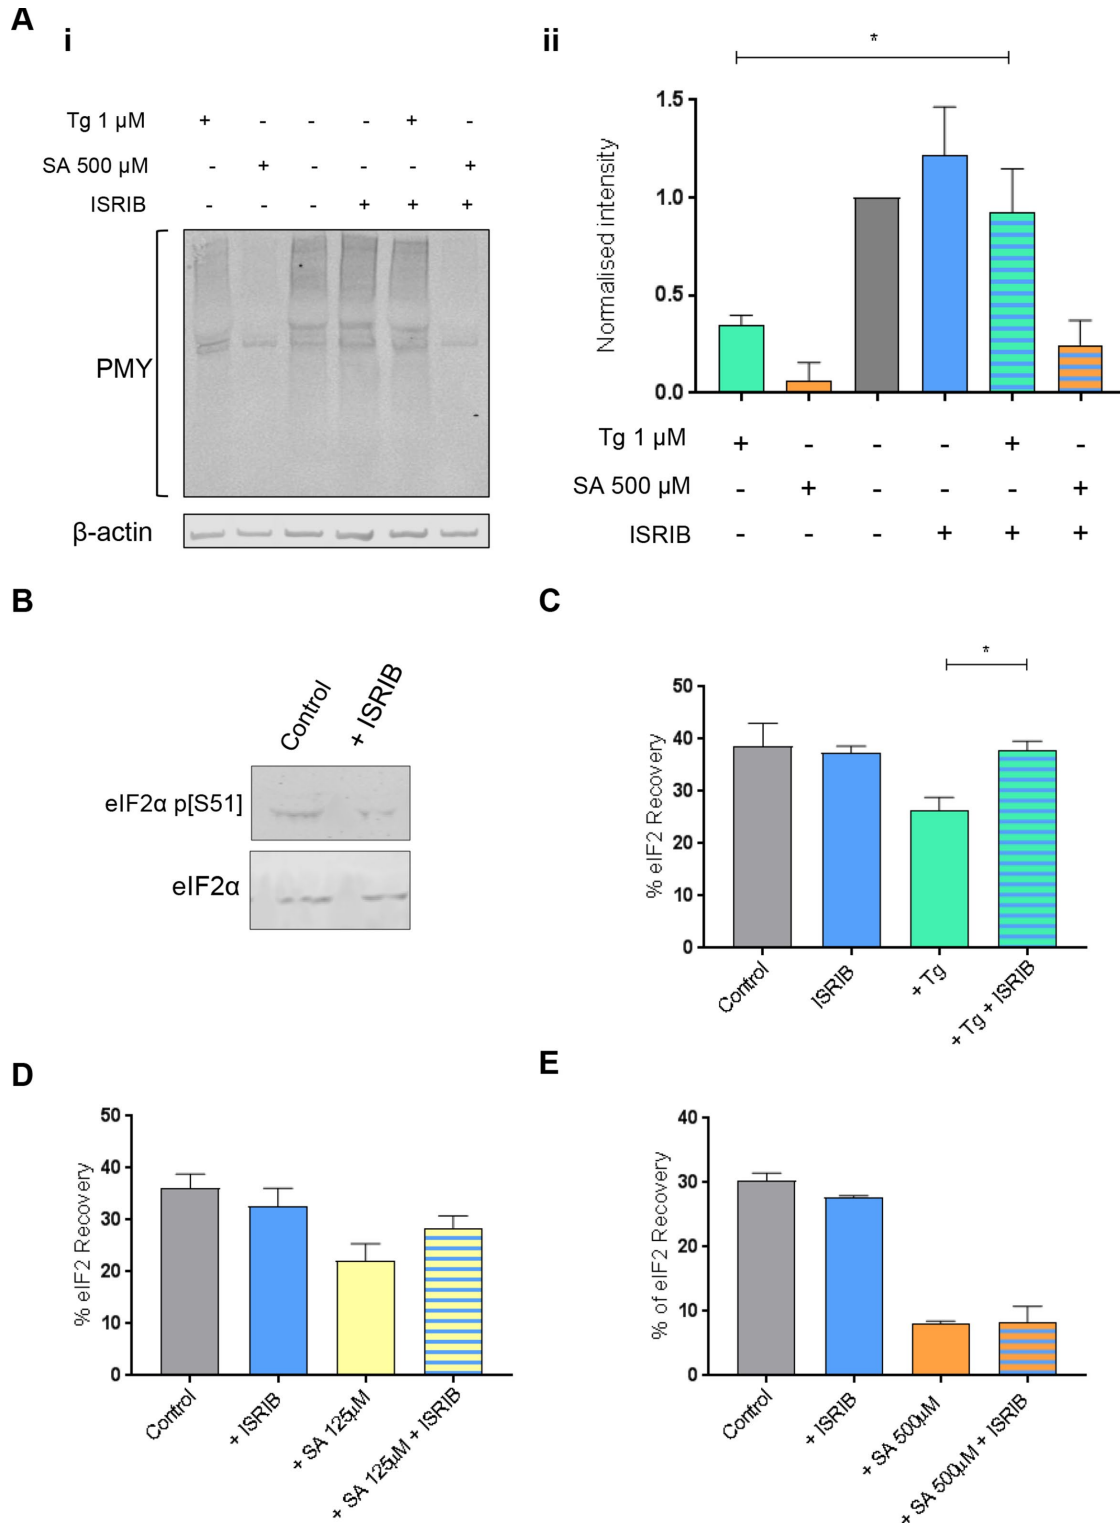 A
i
Tg 1 µM + - - - + -
SA 500 µM - + - - - +
ISRIB - - - + + +
PMY
β-actin
ii
*
Normalised intensity
1.5
1.0
0.5
0.0
Tg 1 µM + - - - + -
SA 500 µM - + - - - +
ISRIB - - - + + +
B
Control
+ ISRIB
eIF2α p[S51]
eIF2α
C
*
% eIF2 Recovery
50
40
30
20
10
0
Control
ISRIB
+ Tg
+ Tg + ISRIB
D
% eIF2 Recovery
50
40
30
20
10
0
Control
+ ISRIB
+ SA 125µM
+ SA 125µM + ISRIB
E
% of eIF2 Recovery
40
30
20
10
0
Control
+ ISRIB
+ SA 500µM
+ SA 500µM + ISRIB